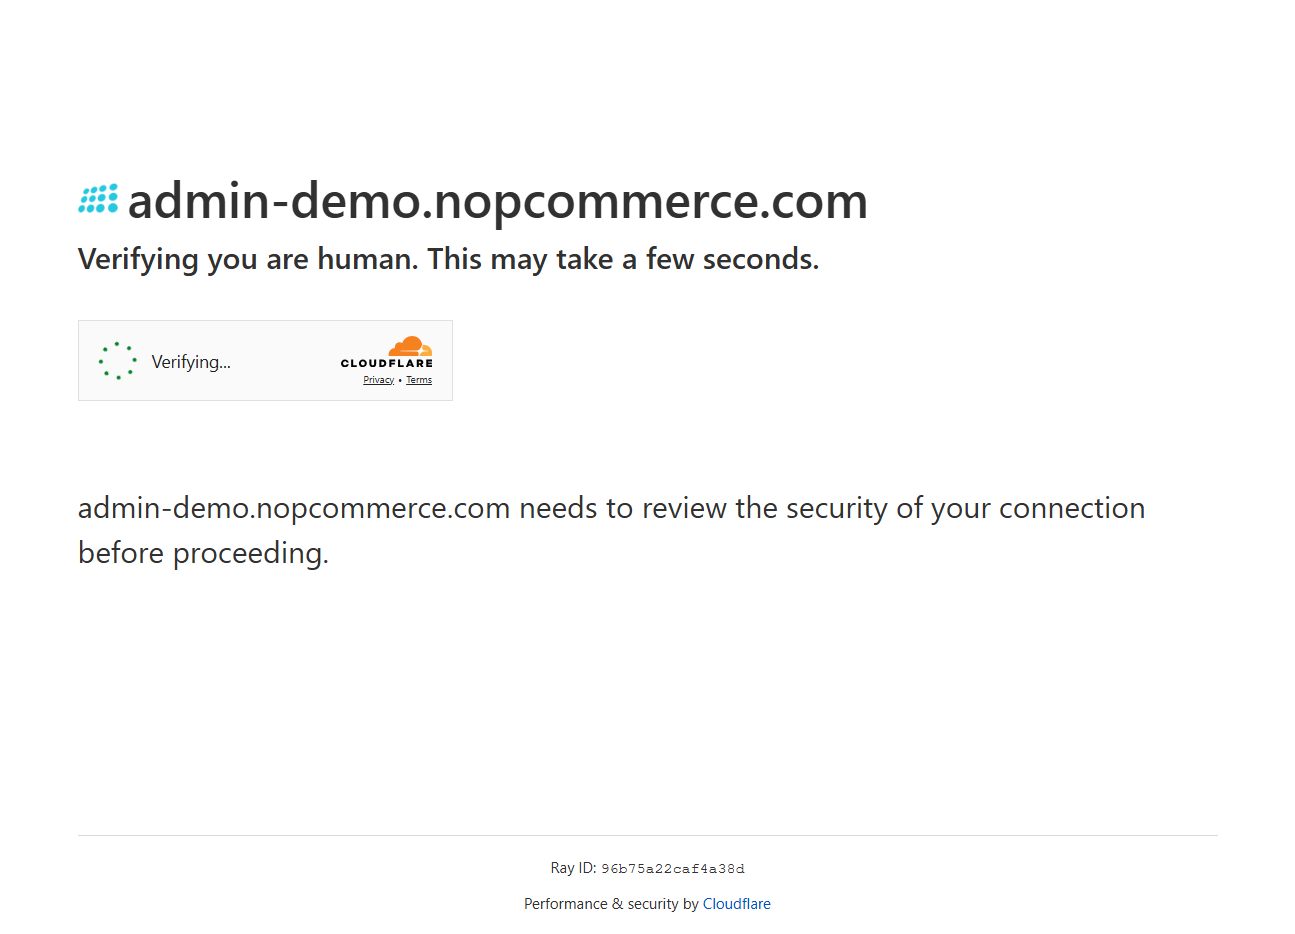 admin-demo.nopcommerce.com
Verifying you are human. This may take a few seconds.
Verifying...
CLOUDFLARE
Privacy • Terms
admin-demo.nopcommerce.com needs to review the security of your connection
before proceeding.
Ray ID: 96b75a22caf4a38d
Performance & security by Cloudflare